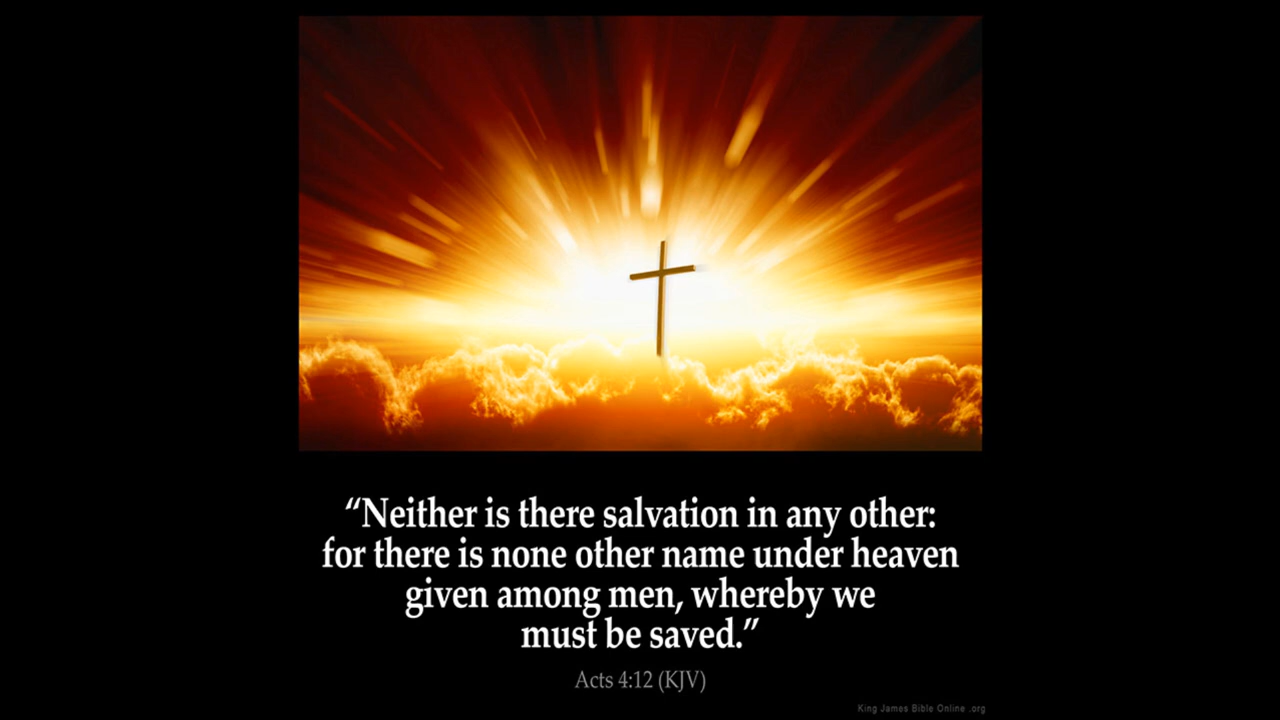 “Neither is there salvation in any other:
for there is none other name under heaven
given among men, whereby we
must be saved.”
Acts 4:12 (KJV)
King James Bible Online .org